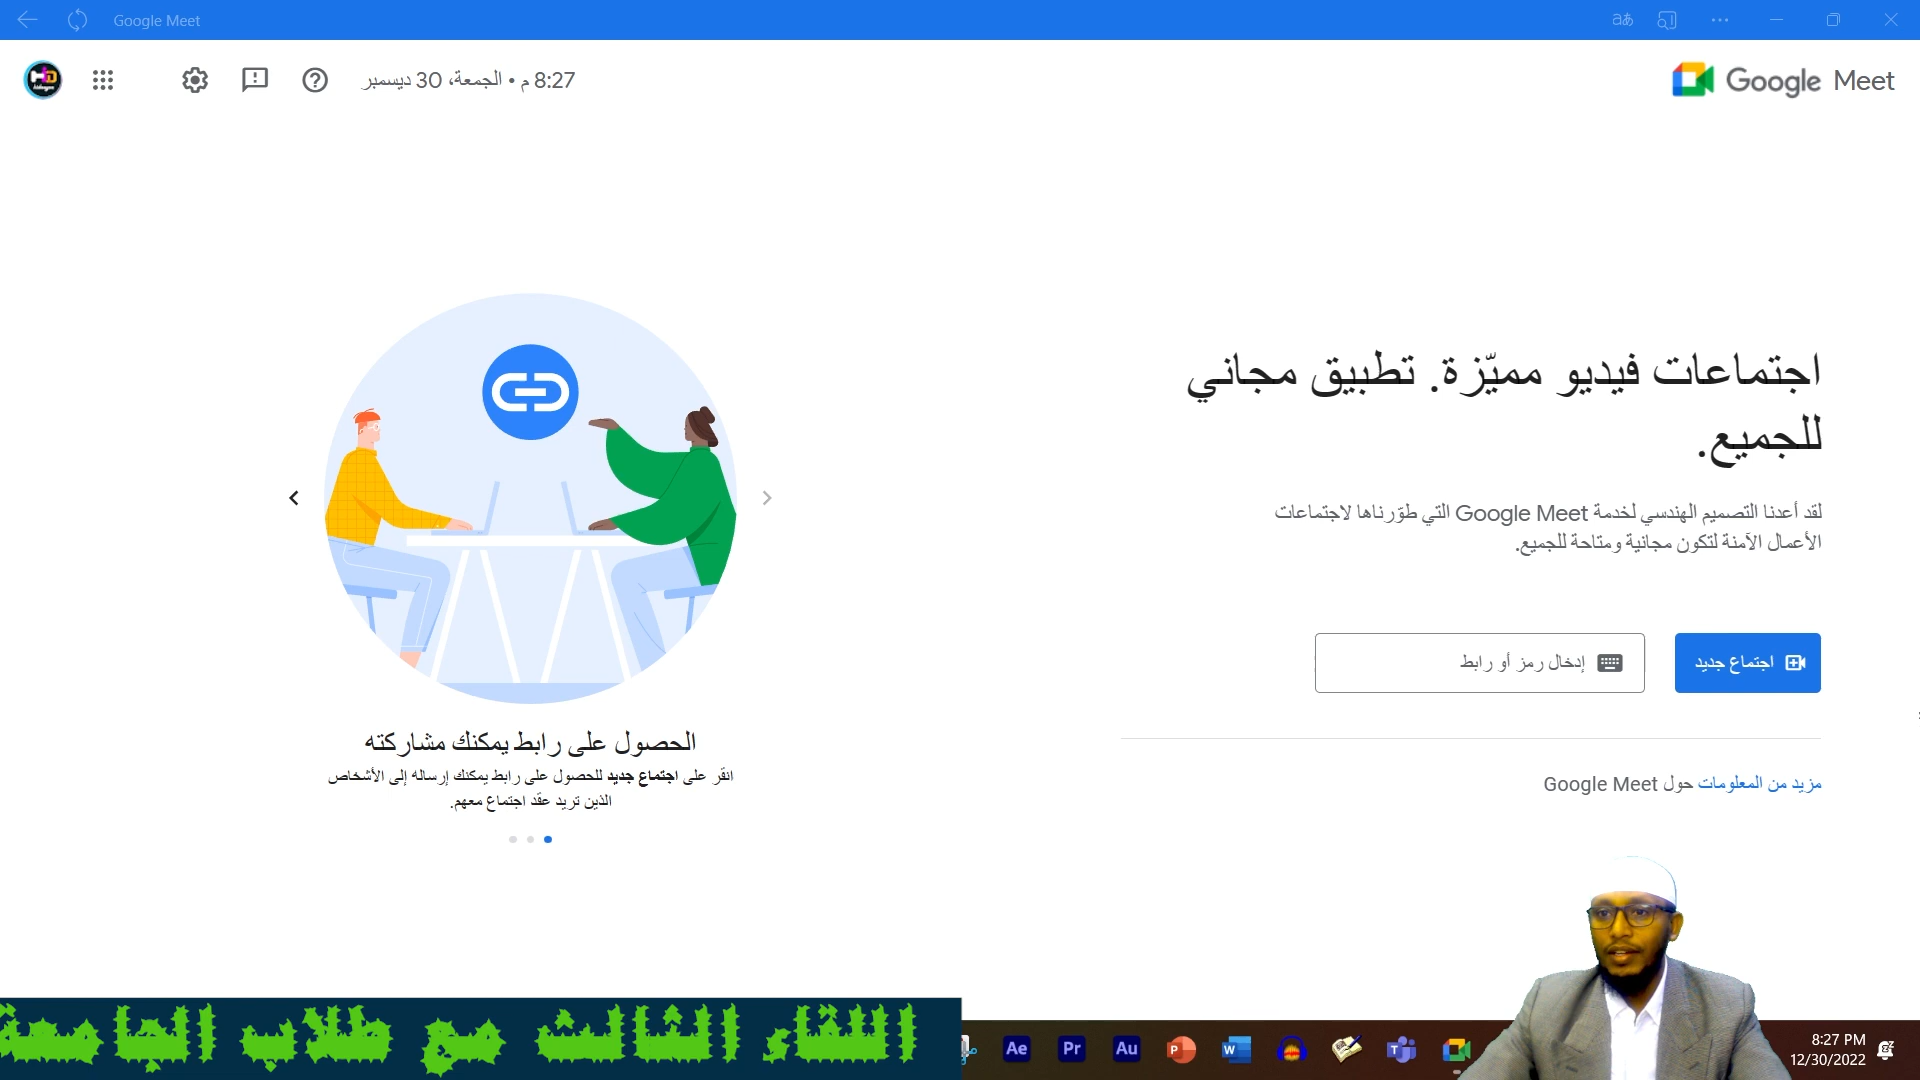 Google Meet
8:27 م • الجمعة، 30 ديسمبر
Google Meet
اجتماعات فيديو مميّزة. تطبيق مجاني
للجميع.
لقد أعدنا التصميم الهندسي لخدمة Google Meet التي طوّرناها لاجتماعات
الأعمال الآمنة لتكون مجانية ومتاحة للجميع.
اجتماع جديد
إدخال رمز أو رابط
مزيد من المعلومات حول Google Meet
الحصول على رابط يمكنك مشاركته
انقر على اجتماع جديد للحصول على رابط يمكنك إرساله إلى الأشخاص
الذين تريد عقد اجتماع معهم.
اللقاء الثالث مع طلاب الجامعة
Ae
Pr
Au
P
W
T
8:27 PM
12/30/2022